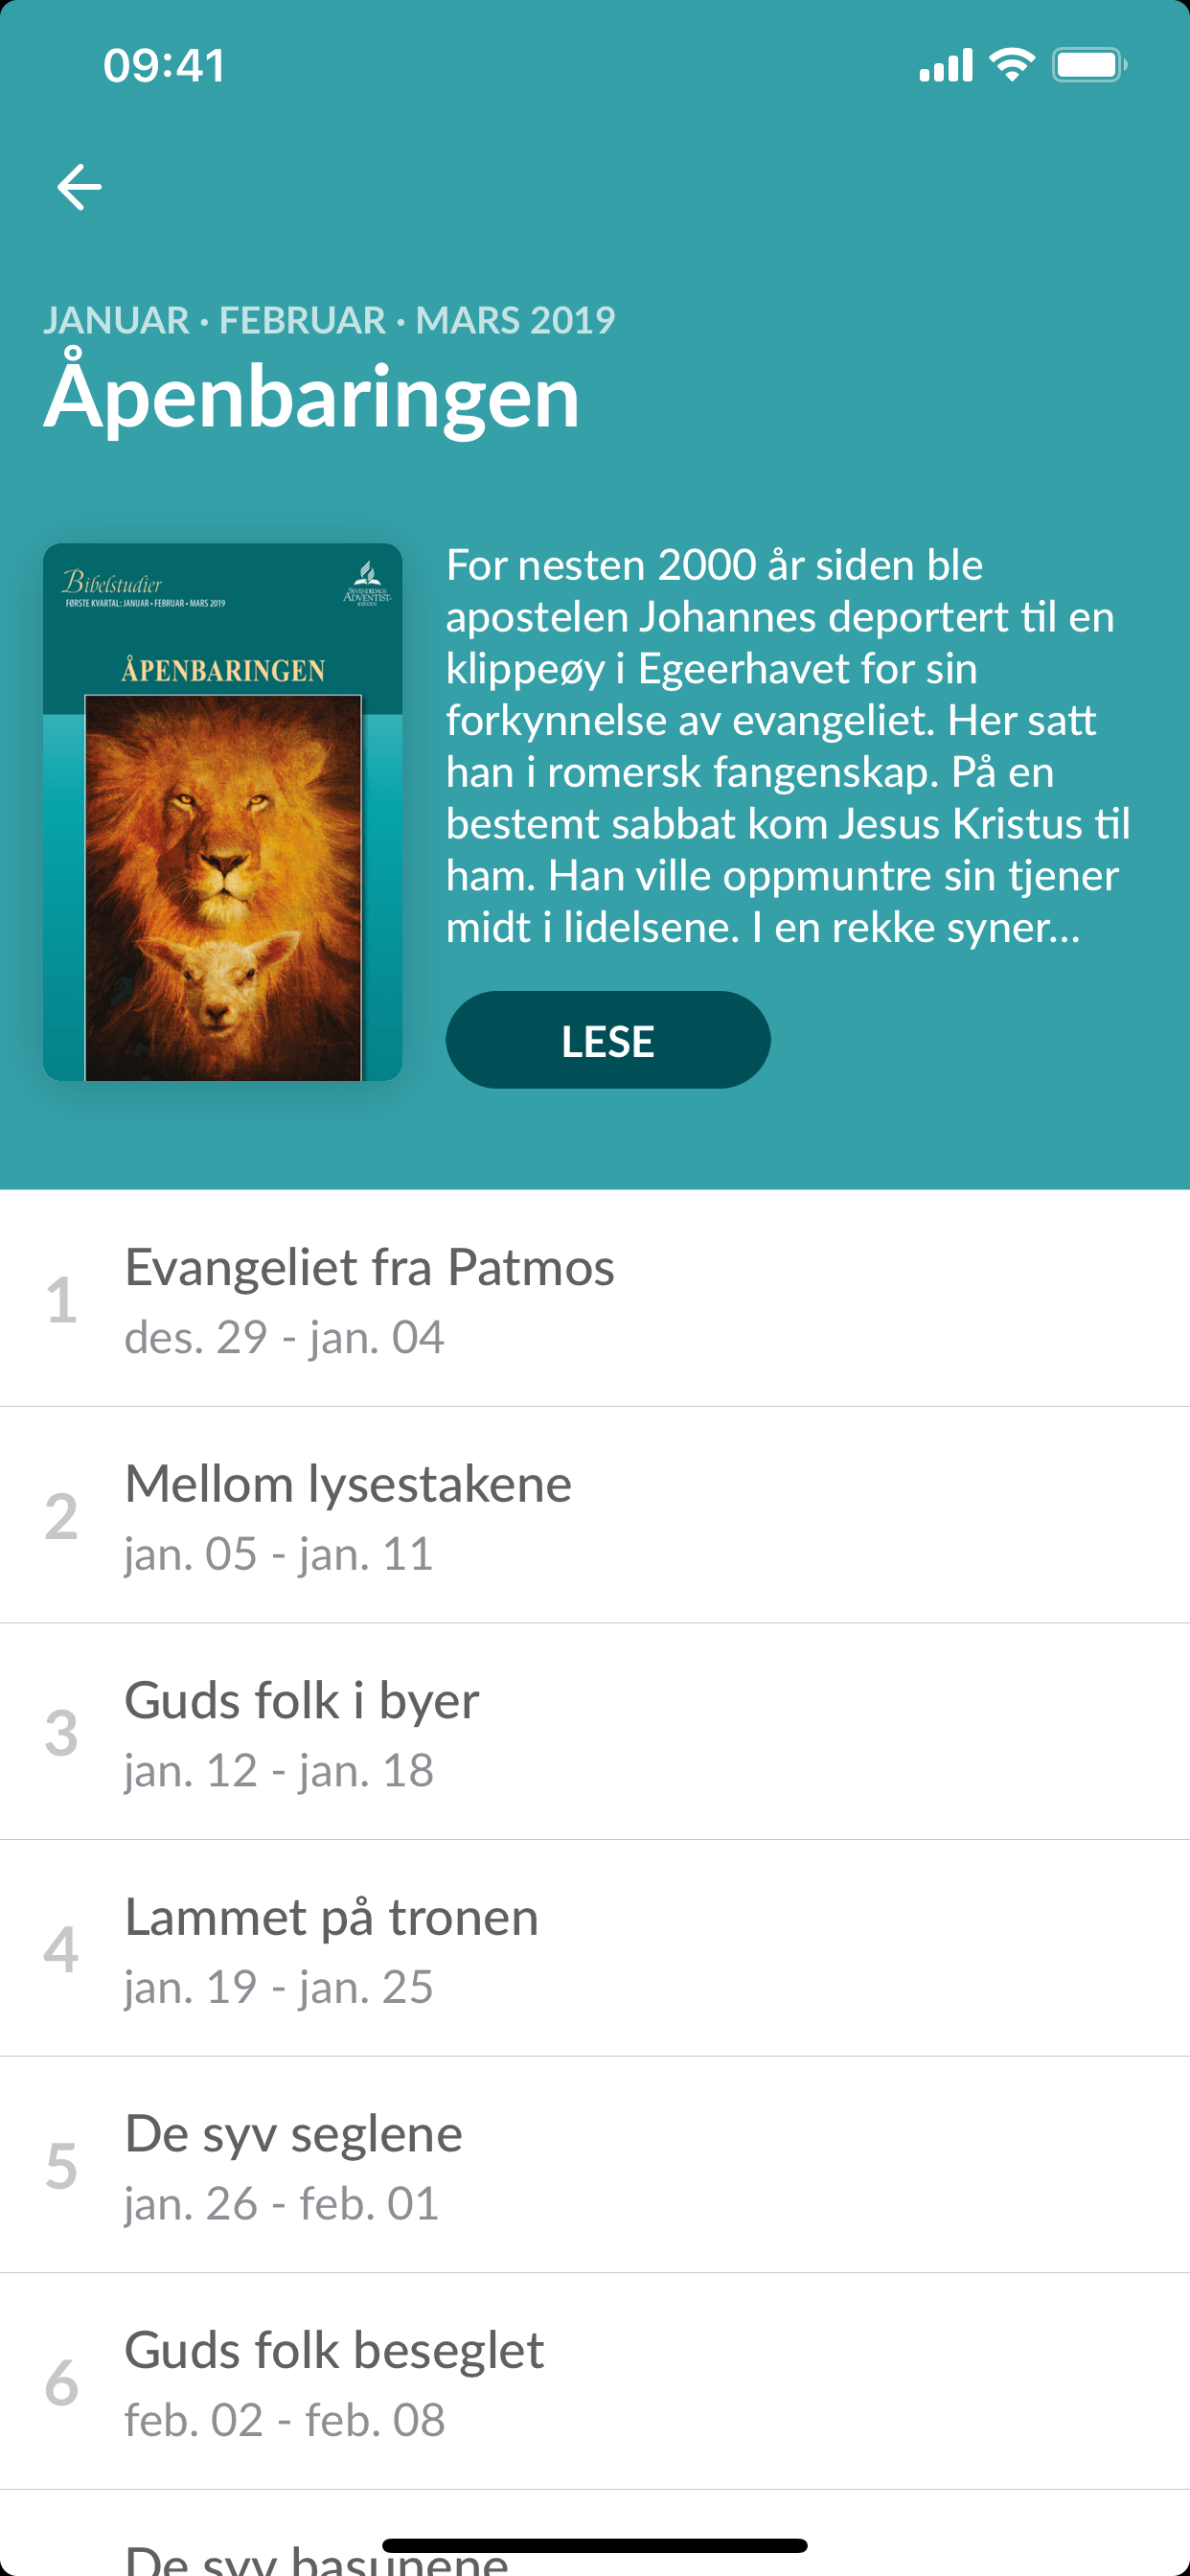 09:41
JANUAR · FEBRUAR · MARS 2019
Åpenbaringen
Bibelstudier
FØRSTE KVARTAL: JANUAR • FEBRUAR • MARS 2019
SYVENDEDAGS
ADVENTIST-
KIRKEN
ÅPENBARINGEN
For nesten 2000 år siden ble
apostelen Johannes deportert til en
klippeøy i Egeerhavet for sin
forkynnelse av evangeliet. Her satt
han i romersk fangenskap. På en
bestemt sabbat kom Jesus Kristus til
ham. Han ville oppmuntre sin tjener
midt i lidelsene. I en rekke syner...
LESE
1
Evangeliet fra Patmos
des. 29 - jan. 04
2
Mellom lysestakene
jan. 05 - jan. 11
3
Guds folk i byer
jan. 12 - jan. 18
4
Lammet på tronen
jan. 19 - jan. 25
5
De syv seglene
jan. 26 - feb. 01
6
Guds folk beseglet
feb. 02 - feb. 08
De syv basunene